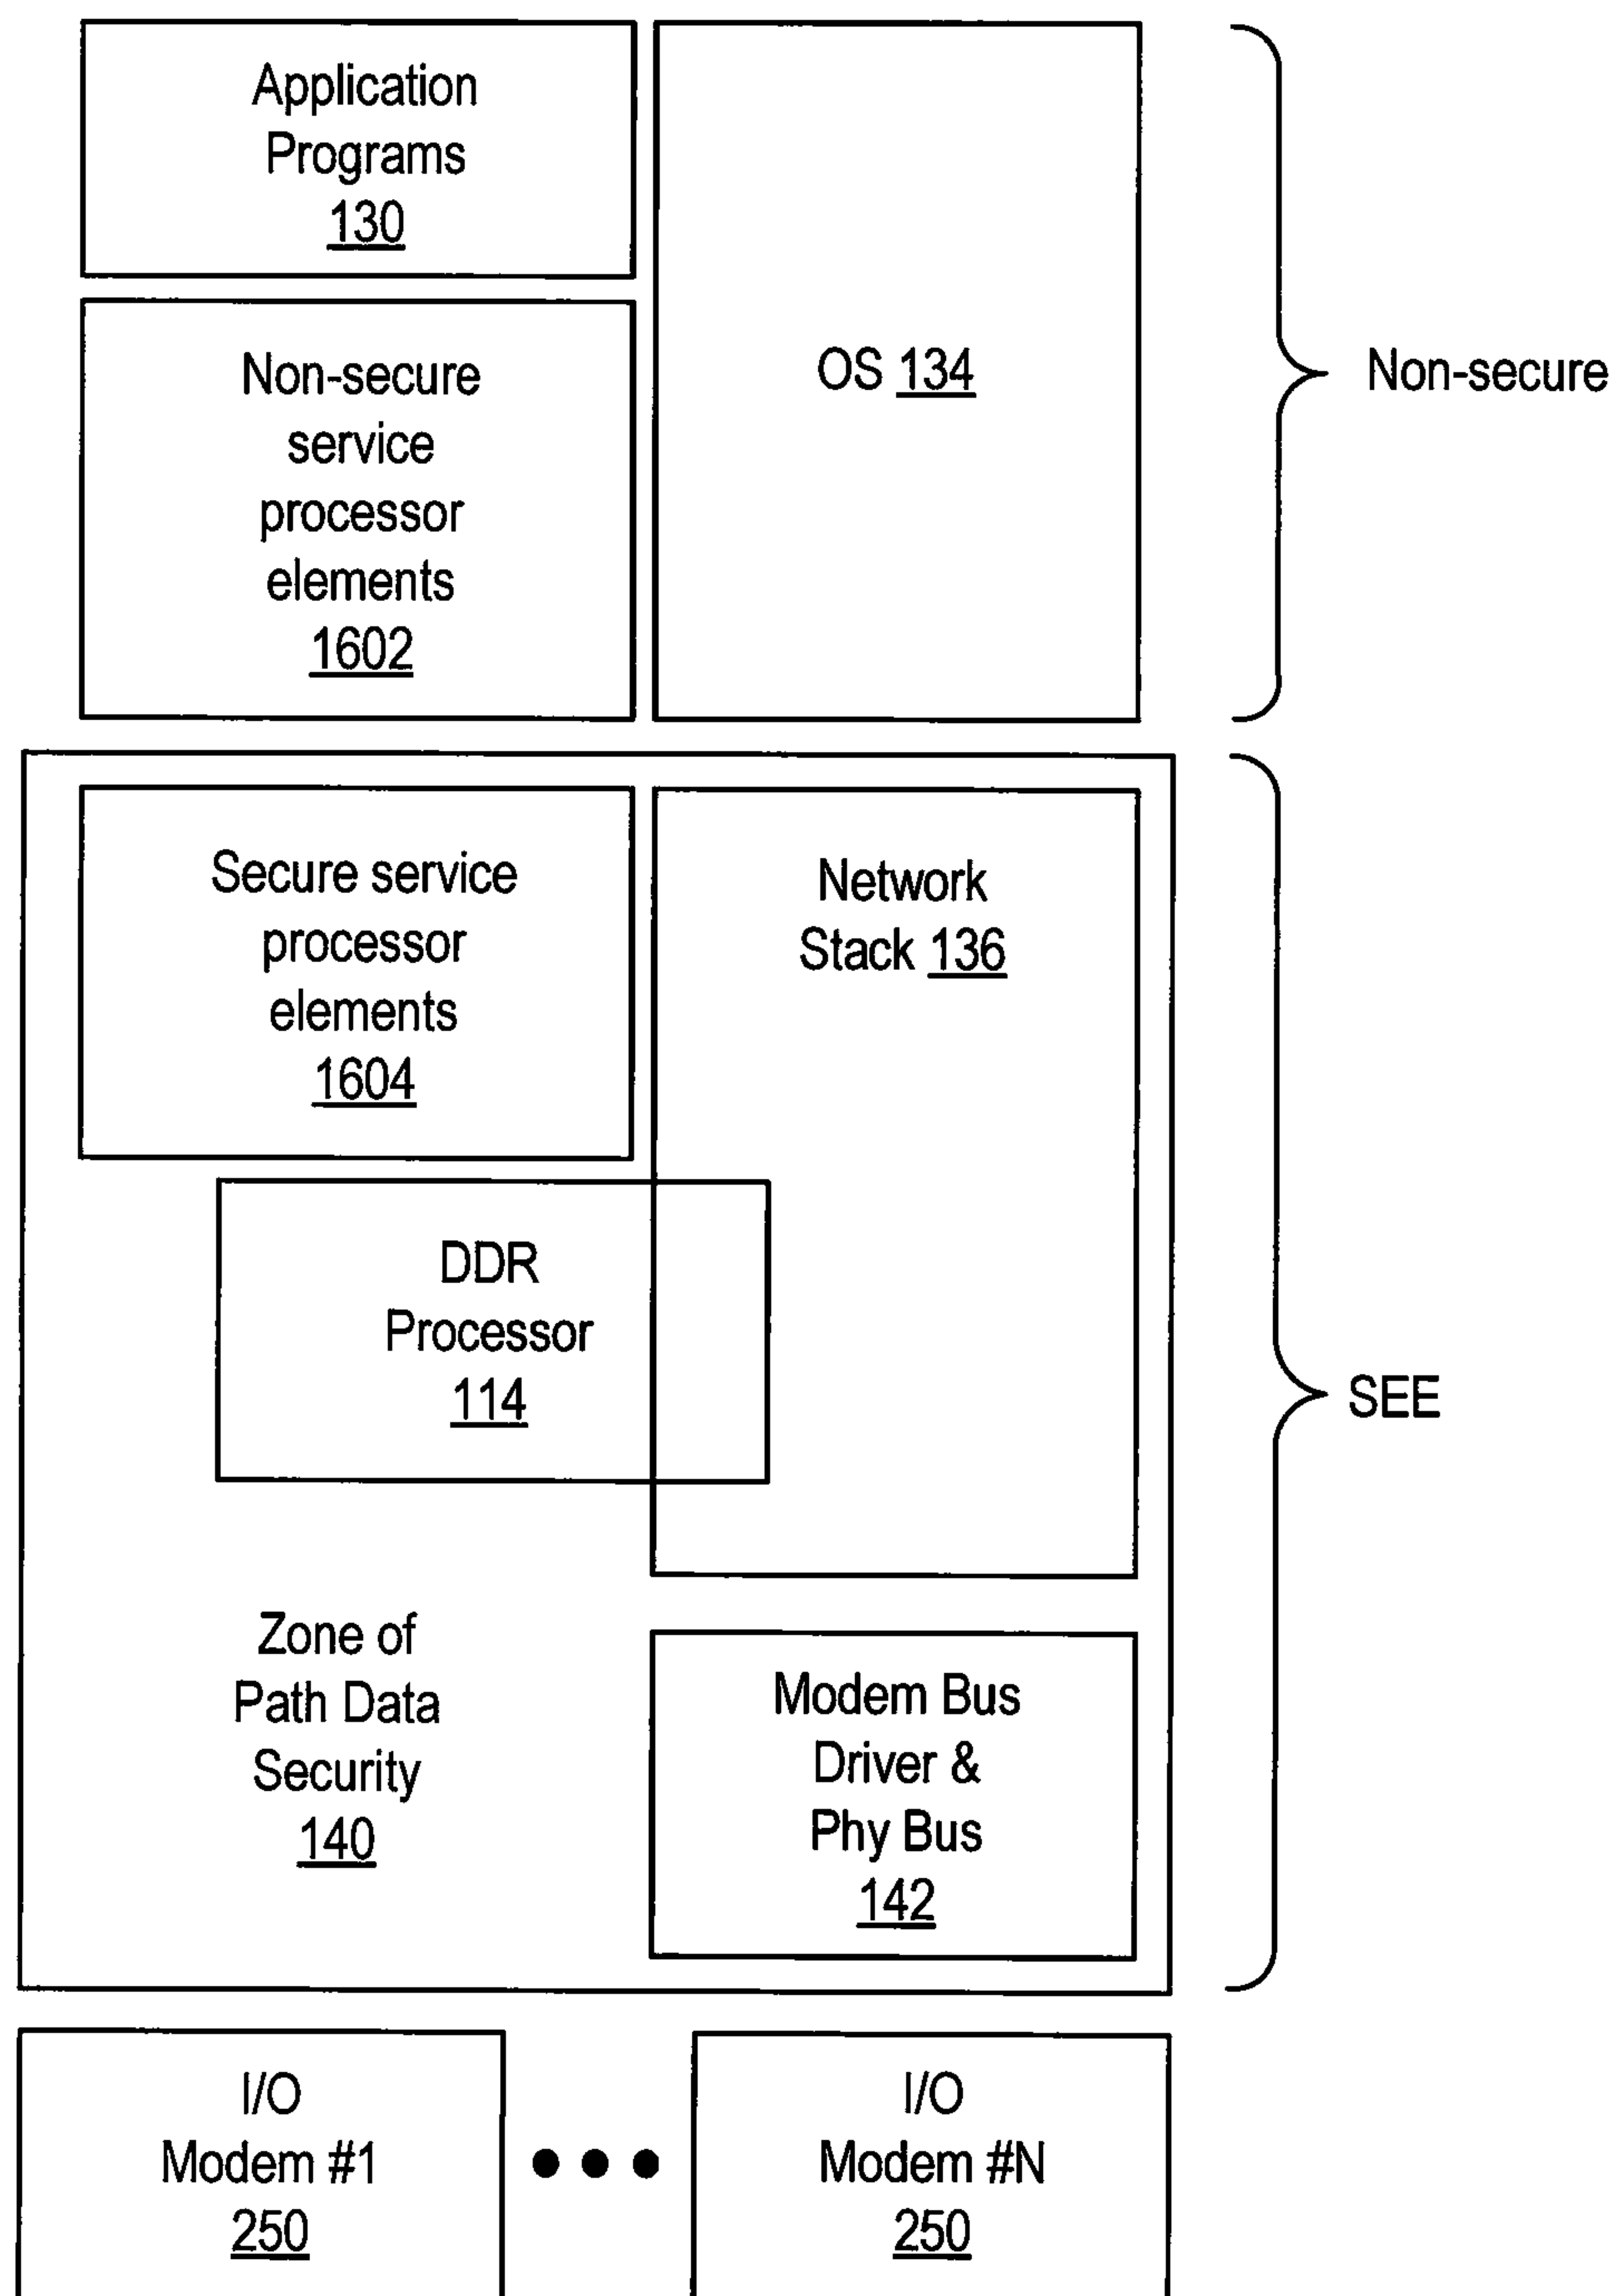 Application
Programs
130
Non-secure
service
processor
elements
1602
OS 134
Non-secure
Secure service
processor
elements
1604
Network
Stack 136
DDR
Processor
114
SEE
Zone of
Path Data
Security
140
Modem Bus
Driver &
Phy Bus
142
I/O
Modem #1
250
I/O
Modem #N
250